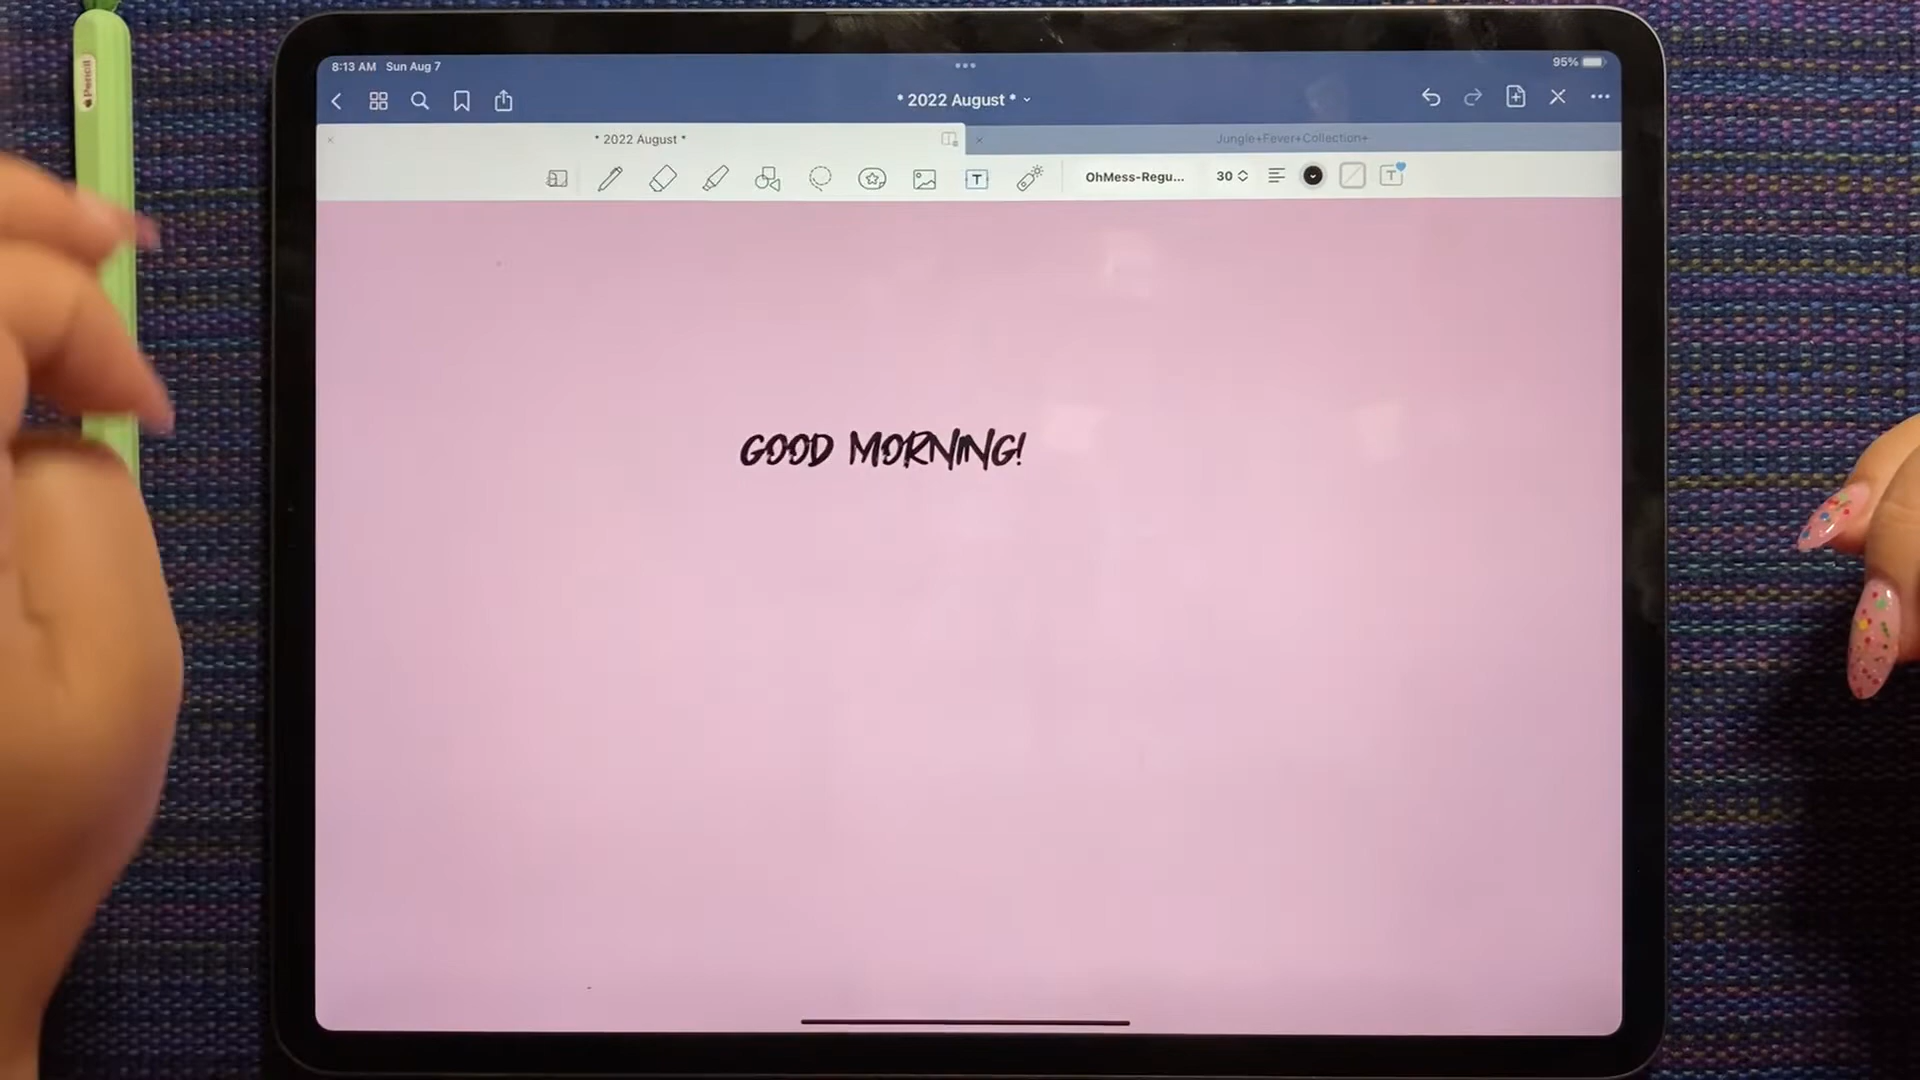 Pencil
8:13 AM Sun Aug 7
95%
* 2022 August *
* 2022 August *
Jungle+Fever+Collection+
T
OhMess-Regu...
30
T
GOOD MORNING!